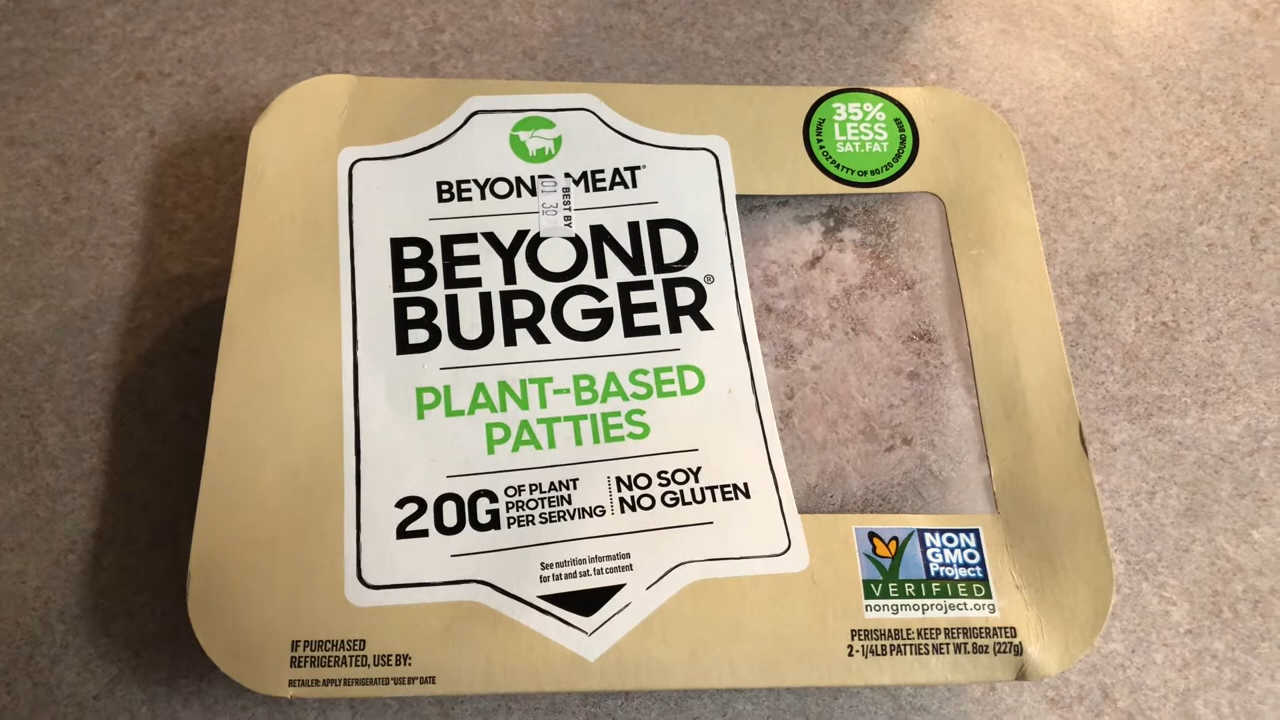 BEYOND MEAT®
BEST BY
01 30
BEYOND
BURGER®
PLANT-BASED
PATTIES
20G
OF PLANT
PROTEIN
PER SERVING
NO SOY
NO GLUTEN
See nutrition information
for fat and sat. fat content
35%
LESS
SAT.FAT
THAN A 4 OZ PATTY OF 80/20 GROUND BEEF
NON
GMO
Project
VERIFIED
nongmoproject.org
IF PURCHASED
REFRIGERATED, USE BY:
RETAILER: APPLY REFRIGERATED "USE BY" DATE
PERISHABLE: KEEP REFRIGERATED
2-1/4LB PATTIES NET WT. 8oz (227g)